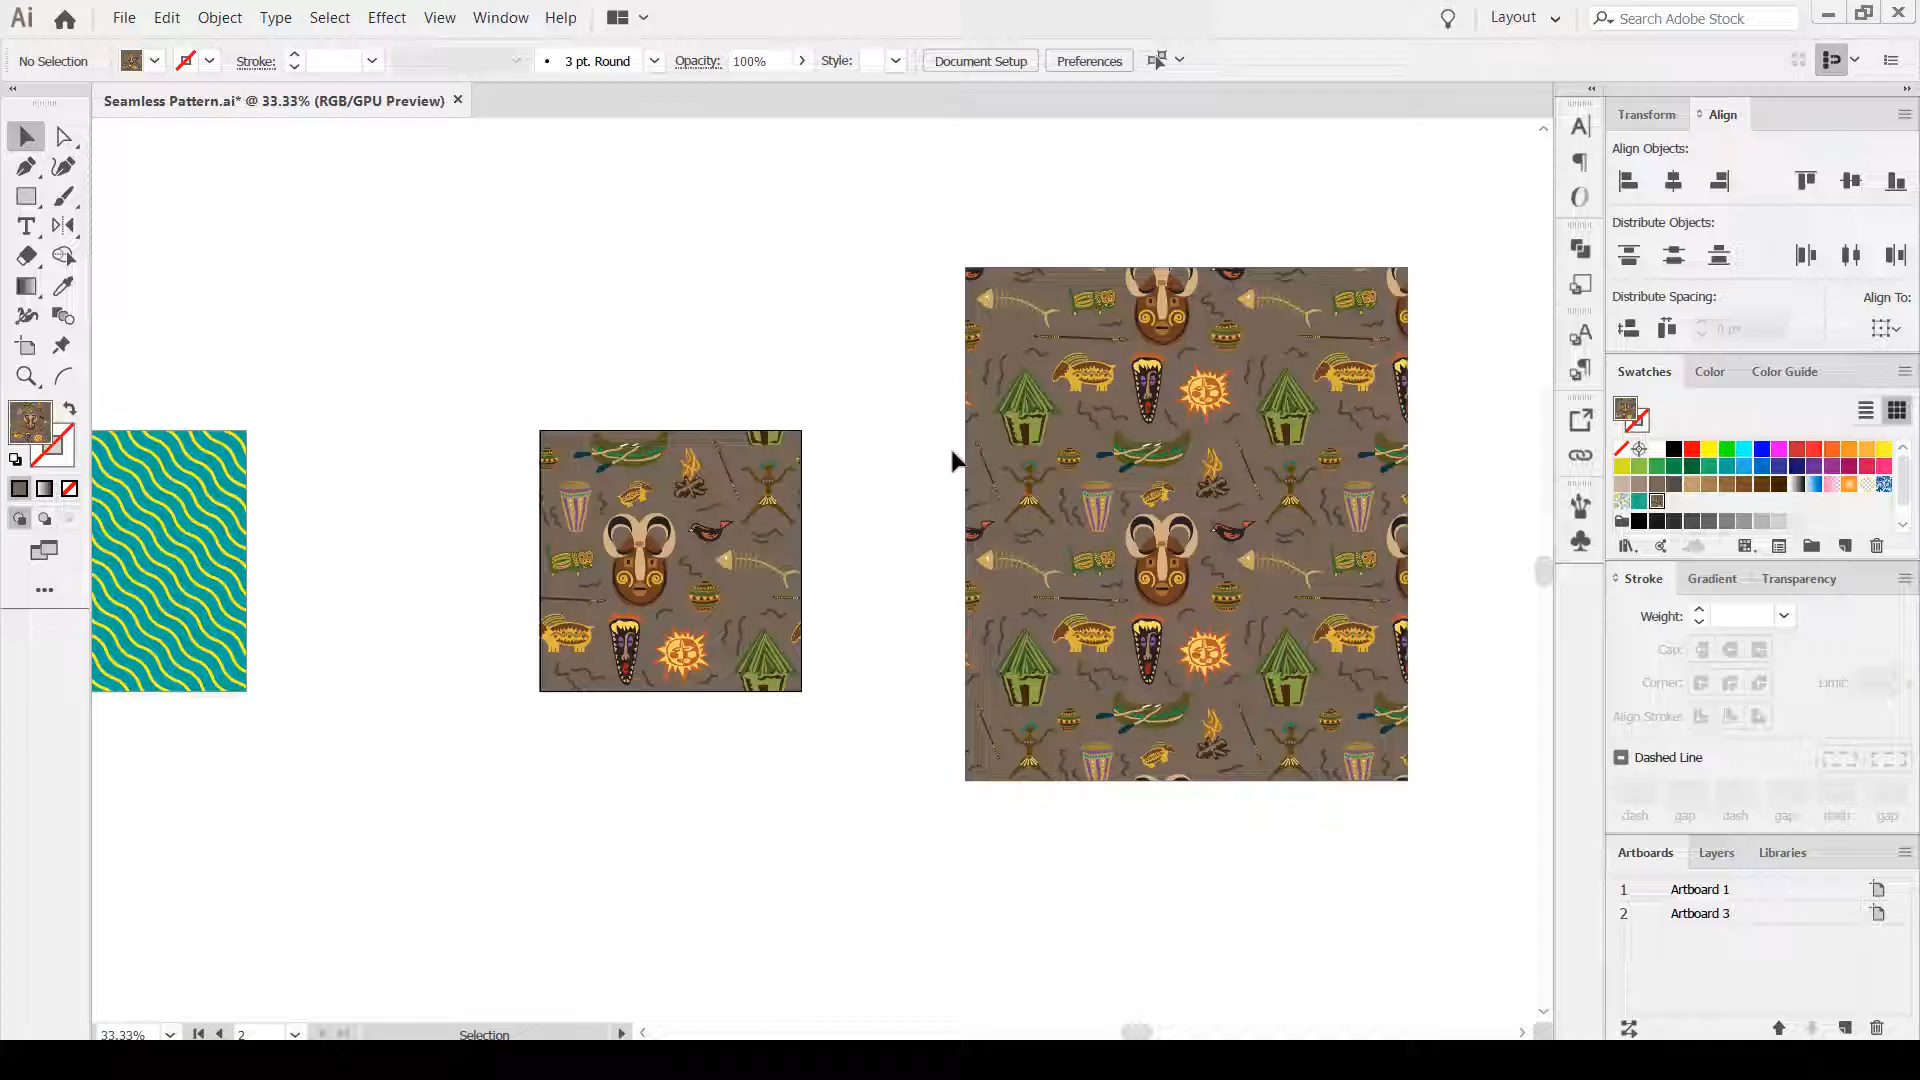 Ai File Edit Object Type Select Effect View Window Help Layout Search Adobe Stock
No Selection Stroke: 3 pt. Round Opacity: 100% Style: Document Setup Preferences
Seamless Pattern.ai* @ 33.33% (RGB/GPU Preview)
Transform Align
Align Objects:
Distribute Objects:
Distribute Spacing: Align To:
0 px
Swatches Color Color Guide
Stroke Gradient Transparency
Weight:
Cap:
Corner: Limit:
Align Stroke:
Dashed Line
dash gap dash gap dash gap
Artboards Layers Libraries
1 Artboard 1
2 Artboard 3
33.33% 2 Selection